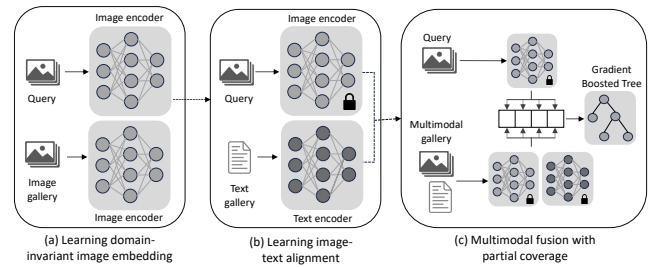 Image encoder
Query
Image
gallery
Image encoder
(a) Learning domain-
invariant image embedding
Image encoder
Query
Text
gallery
Text encoder
(b) Learning image-
text alignment
Query
Gradient
Boosted Tree
Multimodal
gallery
(c) Multimodal fusion with
partial coverage